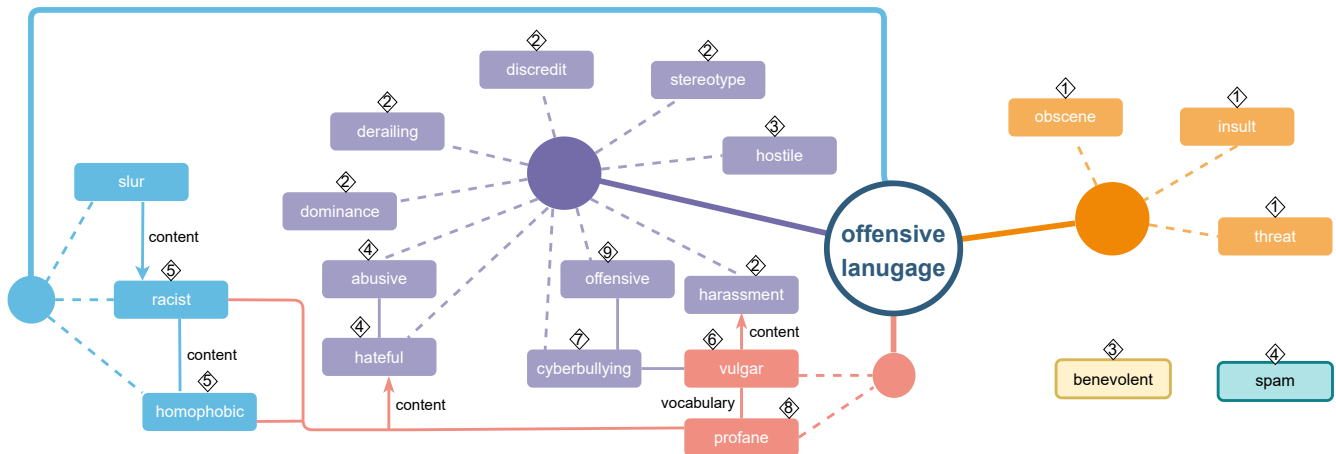 2
discredit
2
stereotype
2
derailing
3
hostile
1
obscene
1
insult
slur
2
dominance
content
4
abusive
9
offensive
2
harassment
offensive
lanugage
1
threat
5
racist
content
4
hateful
7
cyberbullying
6
vulgar
content
3
benevolent
4
spam
5
homophobic
content
vocabulary
8
profane